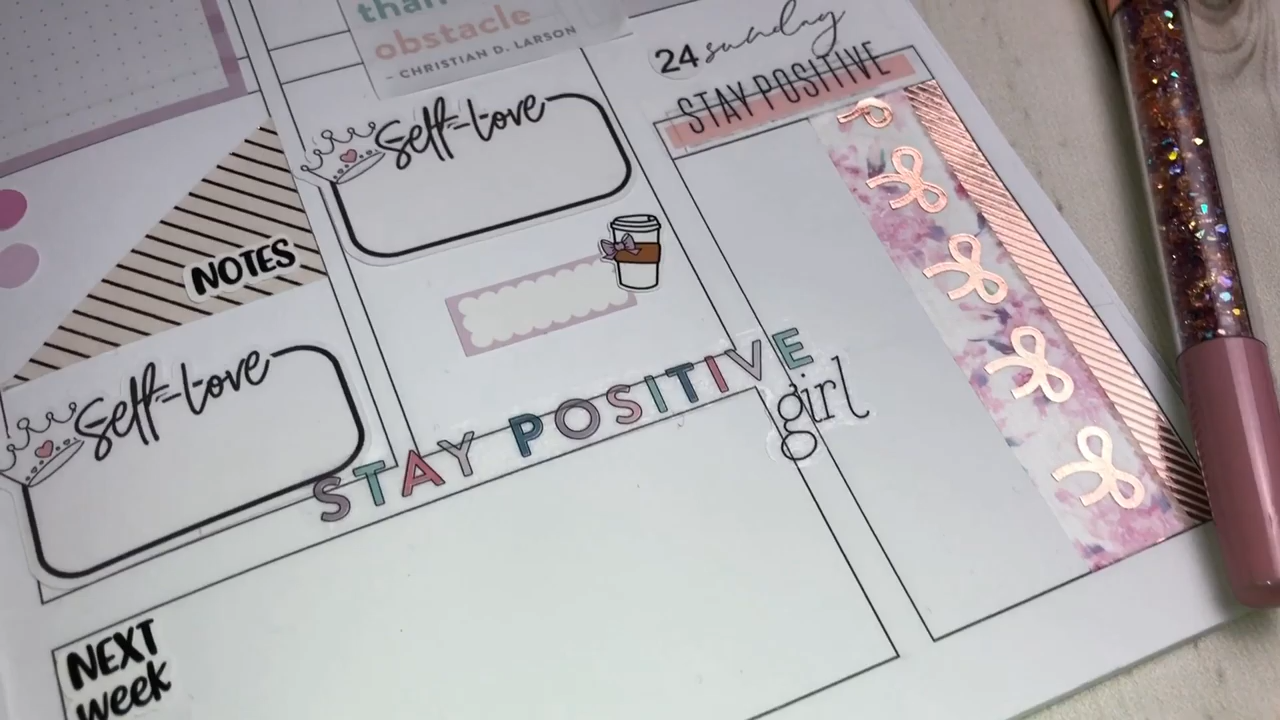 than
obstacle
- CHRISTIAN D. LARSON
24 sunday
STAY POSITIVE
self-love
NOTES
self-love
STAY POSITIVE
girl
NEXT
week